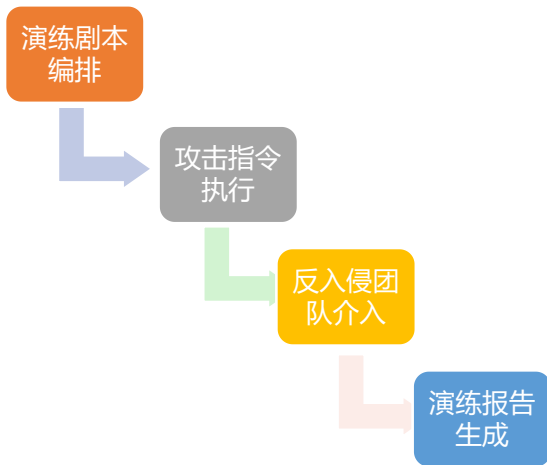 演练剧本
编排
攻击指令
执行
反入侵团
队介入
演练报告
生成